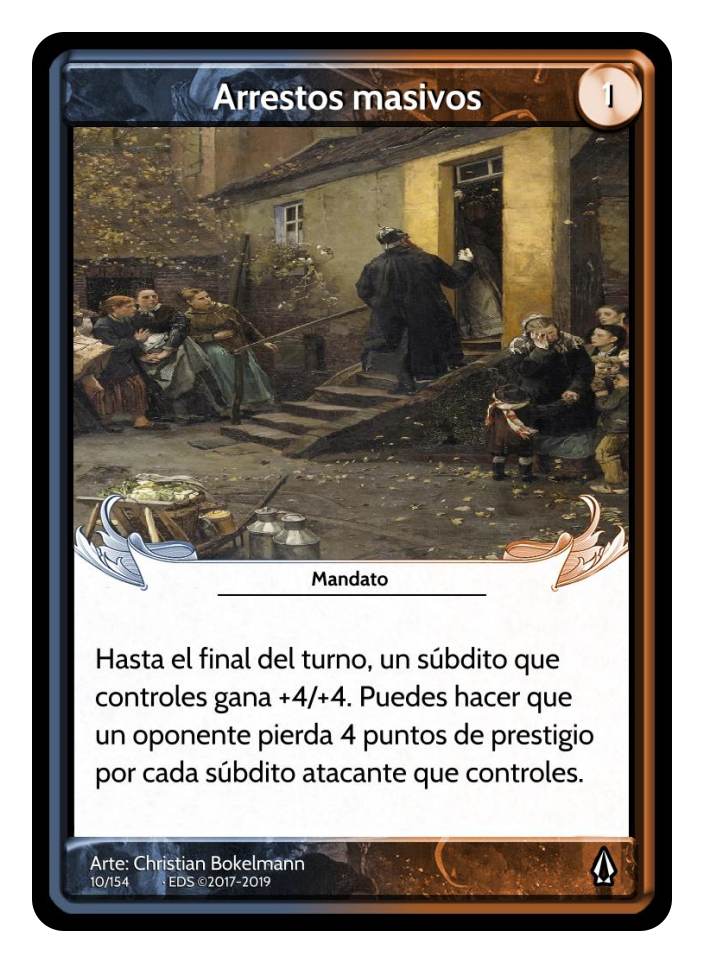 Arrestos masivos
1
Mandato
Hasta el final del turno, un súbdito que
controles gana +4/+4. Puedes hacer que
un oponente pierda 4 puntos de prestigio
por cada súbdito atacante que controles.
Arte: Christian Bokelmann
10/154 · EDS ©2017-2019